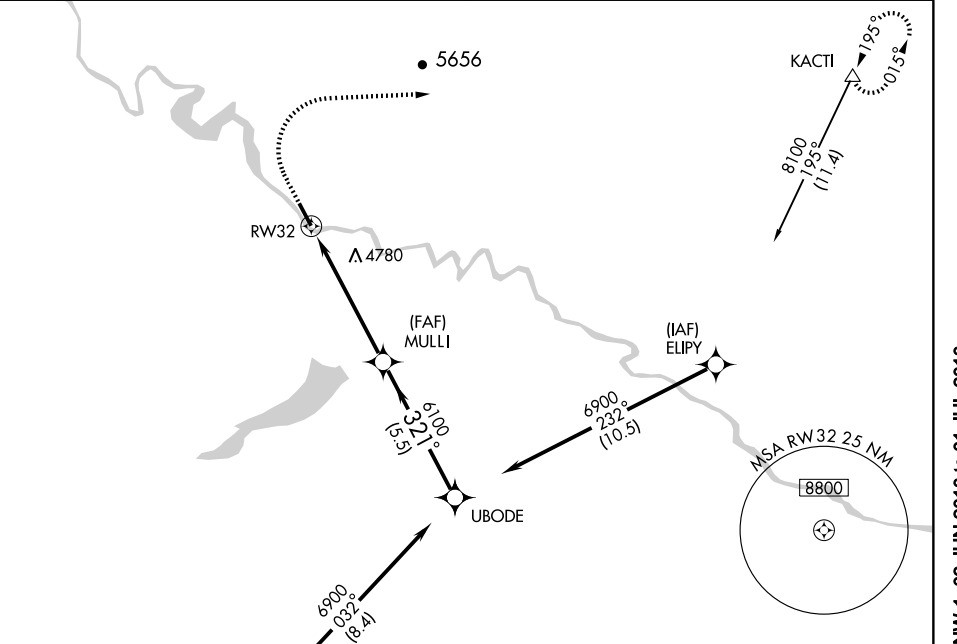 5656
KACTI
195°
015°
8100
195°
(11.4)
RW32
4780
(FAF)
MULLI
(IAF)
ELIPY
6900
232°
(10.5)
6100
321°
(5.5)
MSA RW32 25 NM
8800
UBODE
6900
032°
(8.4)